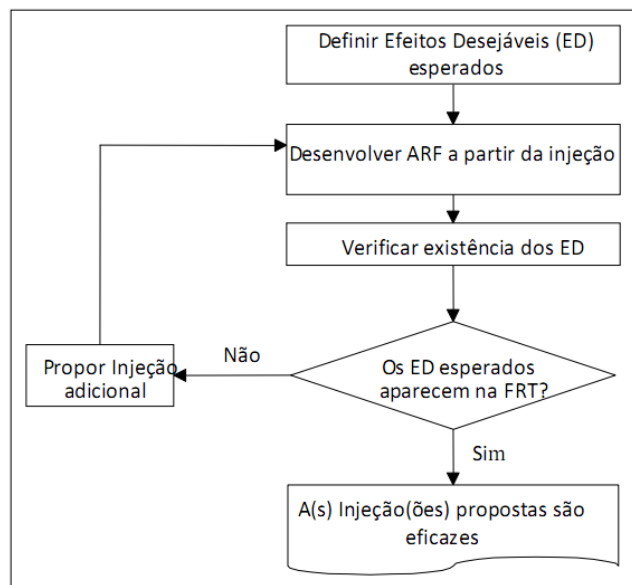 Definir Efeitos Desejáveis (ED)
esperados
Desenvolver ARF a partir da injeção
Verificar existência dos ED
Os ED esperados
aparecem na FRT?
Não
Propor Injeção
adicional
Sim
A(s) Injeção(ões) propostas são
eficazes